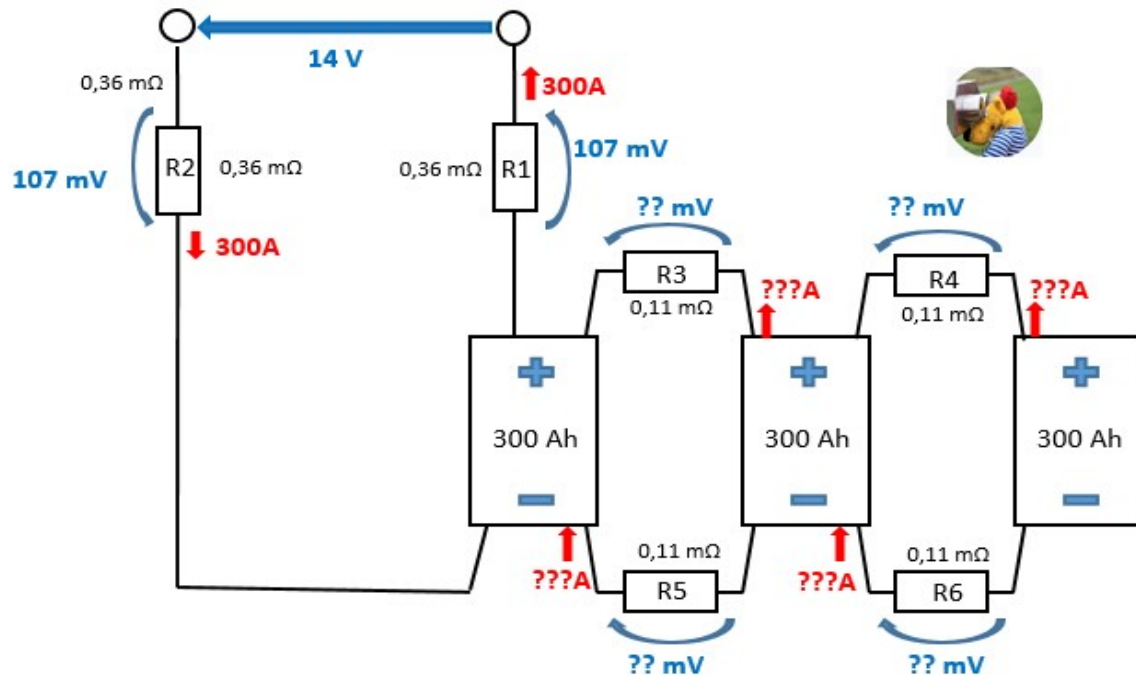 14 V
0,36 mΩ
300A
R2
0,36 mΩ
107 mV
300A
0,36 mΩ
R1
107 mV
?? mV
R3
0,11 mΩ
???A
?? mV
R4
0,11 mΩ
???A
+
300 Ah
−
+
300 Ah
−
+
300 Ah
−
???A
0,11 mΩ
R5
?? mV
???A
0,11 mΩ
R6
?? mV